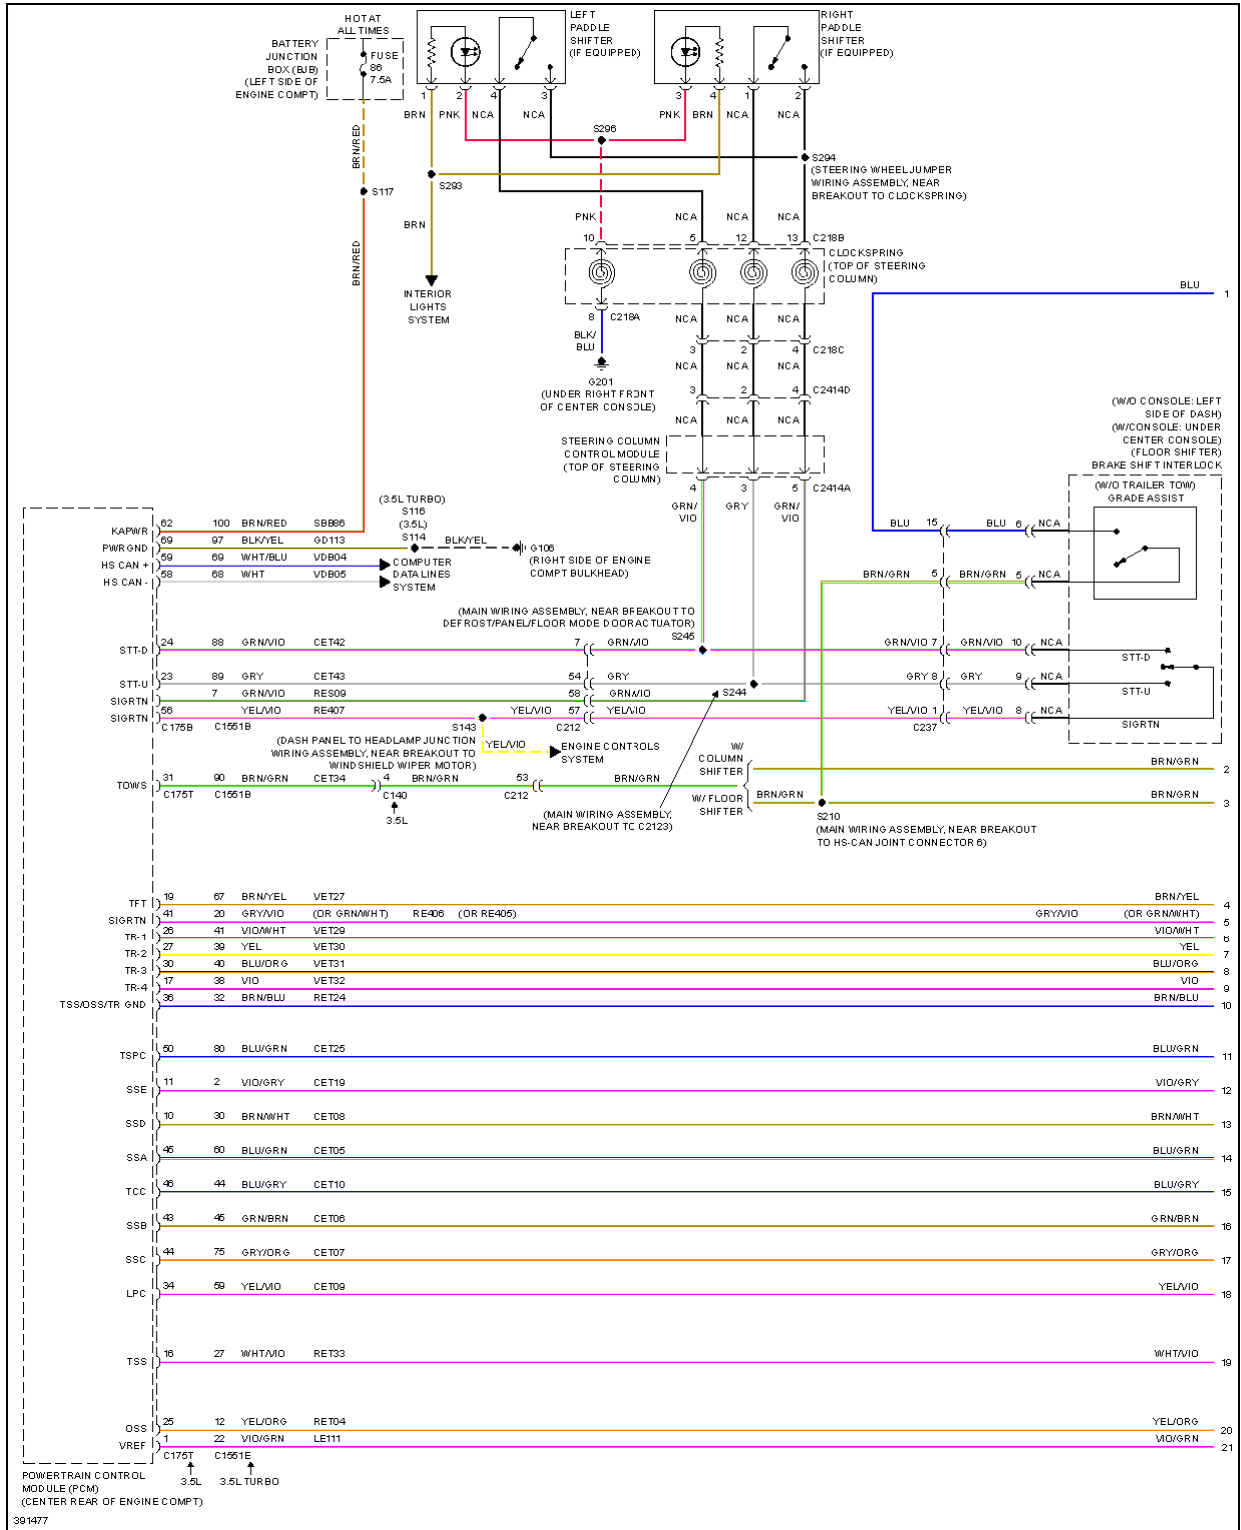 HOT AT
ALL TIMES
BATTERY
JUNCTION
BOX (BJB)
(LEFT SIDE OF
ENGINE COMPT)
FUSE
86
7.5A
LEFT
PADDLE
SHIFTER
(IF EQUIPPED)
RIGHT
PADDLE
SHIFTER
(IF EQUIPPED)
1 2 4 3
3 4 1 2
BRN PNK NCA NCA
PNK BRN NCA NCA
BRN/RED
S117
BRN/RED
S296
S293
S294
(STEERING WHEEL JUMPER
WIRING ASSEMBLY, NEAR
BREAKOUT TO CLOCKSPRING)
BRN
INTERIOR
LIGHTS
SYSTEM
PNK NCA NCA NCA
10 5 12 13 C218B
CLOCKSPRING
(TOP OF STEERING
COLUMN)
8 C218A
BLK/
BLU
G201
(UNDER RIGHT FRONT
OF CENTER CONSOLE)
NCA NCA NCA
3 2 4 C218C
NCA NCA NCA
3 2 4 C2414D
NCA NCA NCA
STEERING COLUMN
CONTROL MODULE
(TOP OF STEERING
COLUMN)
4 3 5 C2414A
GRN/
VIO
GRY
GRN/
VIO
BLU 1
(W/O CONSOLE: LEFT
SIDE OF DASH)
(W/CONSOLE: UNDER
CENTER CONSOLE)
(FLOOR SHIFTER)
BRAKE SHIFT INTERLOCK
(W/O TRAILER TOW)
GRADE ASSIST
(3.5L TURBO)
S116
(3.5L)
S114
KAPWR 62 100 BRN/RED SBB86
PWRGND 69 97 BLK/YEL GD113
BLK/YEL
G106
(RIGHT SIDE OF ENGINE
COMPT BULKHEAD)
HS CAN + 59 69 WHT/BLU VDB04
HS CAN - 58 68 WHT VDB05
COMPUTER
DATA LINES
SYSTEM
BLU 15 BLU 6 NCA
BRN/GRN 5 BRN/GRN 5 NCA
(MAIN WIRING ASSEMBLY, NEAR BREAKOUT TO
DEFROST/PANEL/FLOOR MODE DOOR ACTUATOR)
S245
STT-D 24 88 GRN/VIO CET42 7 GRN/VIO GRN/VIO 7 GRN/VIO 10 NCA STT-D
STT-U 23 89 GRY CET43 54 GRY S244 GRY 8 GRY 9 NCA STT-U
SIGRTN 7 GRN/VIO RES09 58 GRN/VIO
SIGRTN 56 YEL/VIO RE407 YEL/VIO 57 YEL/VIO YEL/VIO 1 YEL/VIO 8 NCA SIGRTN
C175B C1551B S143 C212 C237
(DASH PANEL TO HEADLAMP JUNCTION
WIRING ASSEMBLY, NEAR BREAKOUT TO
WINDSHIELD WIPER MOTOR)
YEL/VIO
ENGINE CONTROLS
SYSTEM
W/
COLUMN
SHIFTER
BRN/GRN 2
TOWS 31 90 BRN/GRN CET34 4 BRN/GRN 53 BRN/GRN
C175T C1551B C140 C212
3.5L
W/ FLOOR
SHIFTER
BRN/GRN BRN/GRN 3
S210
(MAIN WIRING ASSEMBLY,
NEAR BREAKOUT TO C2123)
(MAIN WIRING ASSEMBLY, NEAR BREAKOUT
TO HS-CAN JOINT CONNECTOR 6)
TFT 19 67 BRN/YEL VET27 BRN/YEL 4
SIGRTN 41 20 GRY/VIO (OR GRN/WHT) RE406 (OR RE405) GRY/VIO (OR GRN/WHT) 5
TR-1 26 41 VIO/WHT VET29 VIO/WHT 6
TR-2 27 39 YEL VET30 YEL 7
TR-3 30 40 BLU/ORG VET31 BLU/ORG 8
TR-4 17 38 VIO VET32 VIO 9
TSS/OSS/TR GND 36 32 BRN/BLU RET24 BRN/BLU 10
TSPC 50 80 BLU/GRN CET25 BLU/GRN 11
SSE 11 2 VIO/GRY CET19 VIO/GRY 12
SSD 10 30 BRN/WHT CET08 BRN/WHT 13
SSA 45 60 BLU/GRN CET05 BLU/GRN 14
TCC 46 44 BLU/GRY CET10 BLU/GRY 15
SSB 43 45 GRN/BRN CET06 GRN/BRN 16
SSC 44 75 GRY/ORG CET07 GRY/ORG 17
LPC 34 59 YEL/VIO CET09 YEL/VIO 18
TSS 16 27 WHT/VIO RET33 WHT/VIO 19
OSS 25 12 YEL/ORG RET04 YEL/ORG 20
VREF 1 22 VIO/GRN LE111 VIO/GRN 21
C175T C1551E
3.5L 3.5L TURBO
POWERTRAIN CONTROL
MODULE (PCM)
(CENTER REAR OF ENGINE COMPT)
391477